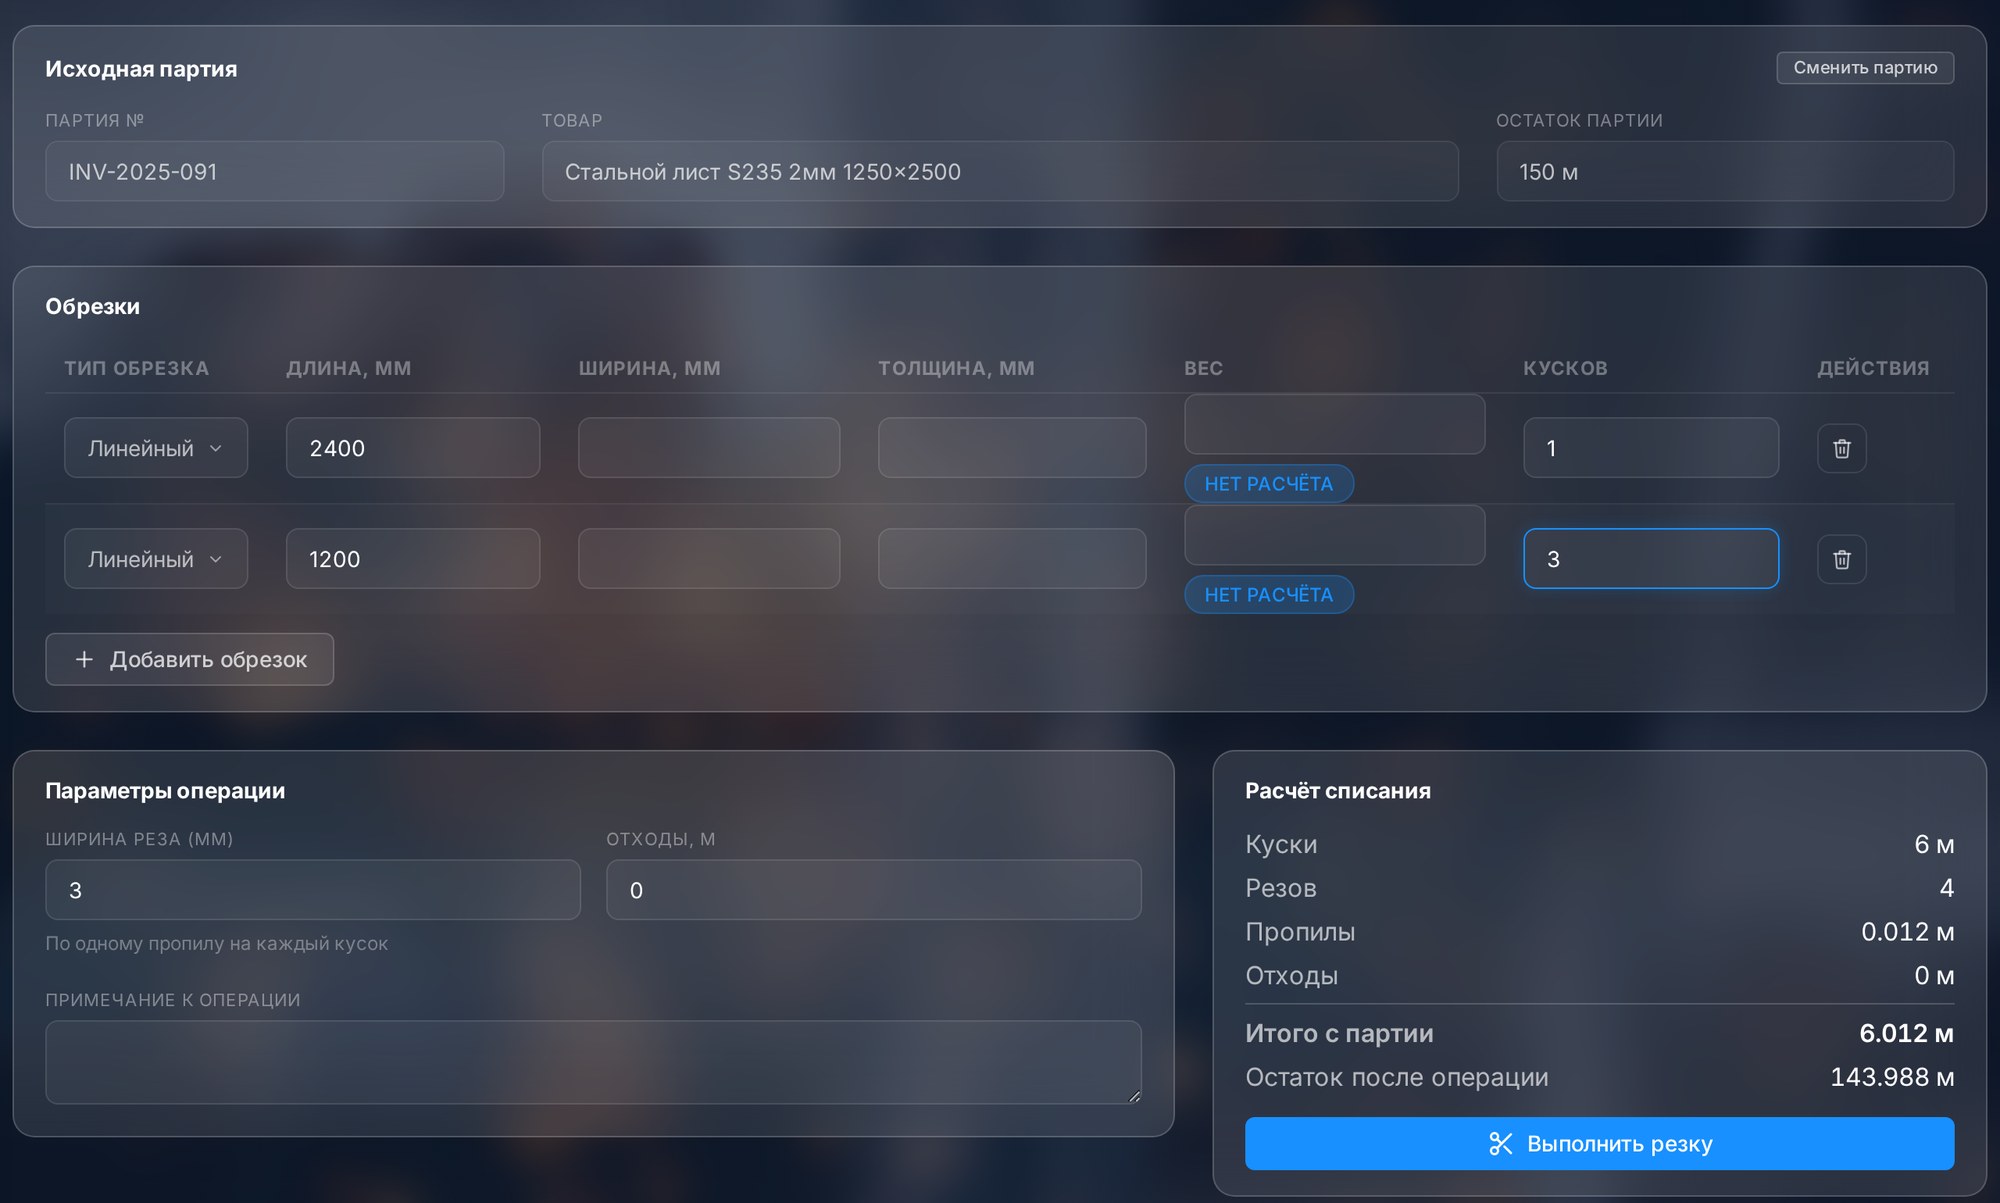 Исходная партия
Сменить партию
ПАРТИЯ № ТОВАР ОСТАТОК ПАРТИИ
INV-2025-091 Стальной лист S235 2мм 1250×2500 150 м
Обрезки
ТИП ОБРЕЗКА ДЛИНА, ММ ШИРИНА, ММ ТОЛЩИНА, ММ ВЕС КУСКОВ ДЕЙСТВИЯ
Линейный 2400 1
НЕТ РАСЧЁТА
Линейный 1200 3
НЕТ РАСЧЁТА
Добавить обрезок
Параметры операции
ШИРИНА РЕЗА (ММ) ОТХОДЫ, М
3 0
По одному пропилу на каждый кусок
ПРИМЕЧАНИЕ К ОПЕРАЦИИ
Расчёт списания
Куски 6 м
Резов 4
Пропилы 0.012 м
Отходы 0 м
Итого с партии 6.012 м
Остаток после операции 143.988 м
Выполнить резку